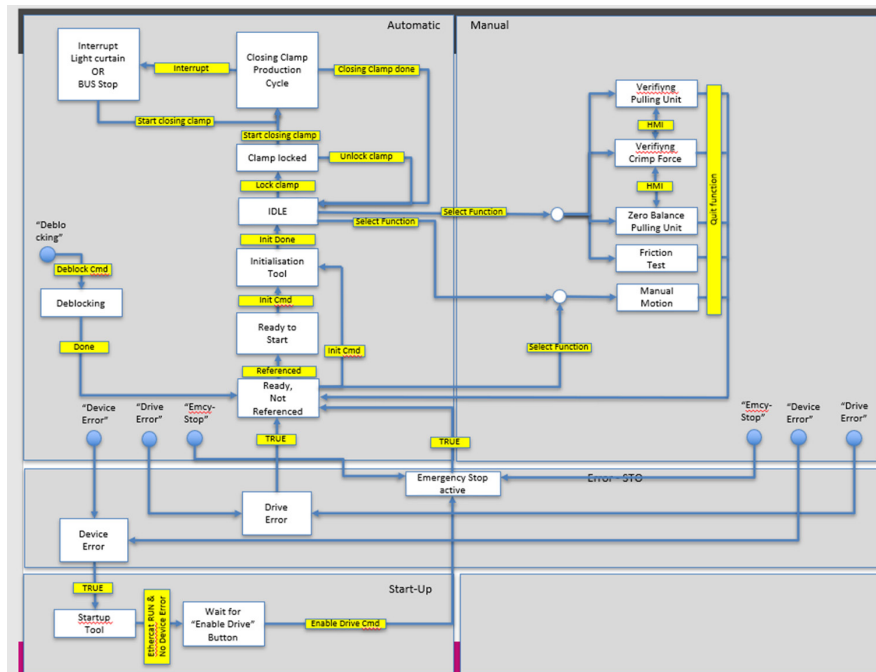 Automatic
Manual
Interrupt
Light curtain
OR
BUS Stop
Interrupt
Closing Clamp
Production
Cycle
Closing Clamp done
Start closing clamp
Start closing clamp
Clamp locked
Unlock clamp
Lock clamp
IDLE
Select Function
Select Function
Init Done
Initialisation
Tool
Init Cmd
Ready to
Start
Init Cmd
Referenced
Ready,
Not
Referenced
"Deblo
cking"
Deblock Cmd
Deblocking
Done
Verifiyng
Pulling Unit
HMI
Verifiyng
Crimp Force
HMI
Zero Balance
Pulling Unit
Friction
Test
Manual
Motion
Quit function
Select Function
"Device
Error"
"Drive
Error"
"Emcy-
Stop"
TRUE
TRUE
"Emcy-
Stop"
"Device
Error"
"Drive
Error"
Emergency Stop
active
Error - STO
Drive
Error
Device
Error
TRUE
Start-Up
Startup
Tool
Ethercat RUN &
No Device Error
Wait for
"Enable Drive"
Button
Enable Drive Cmd